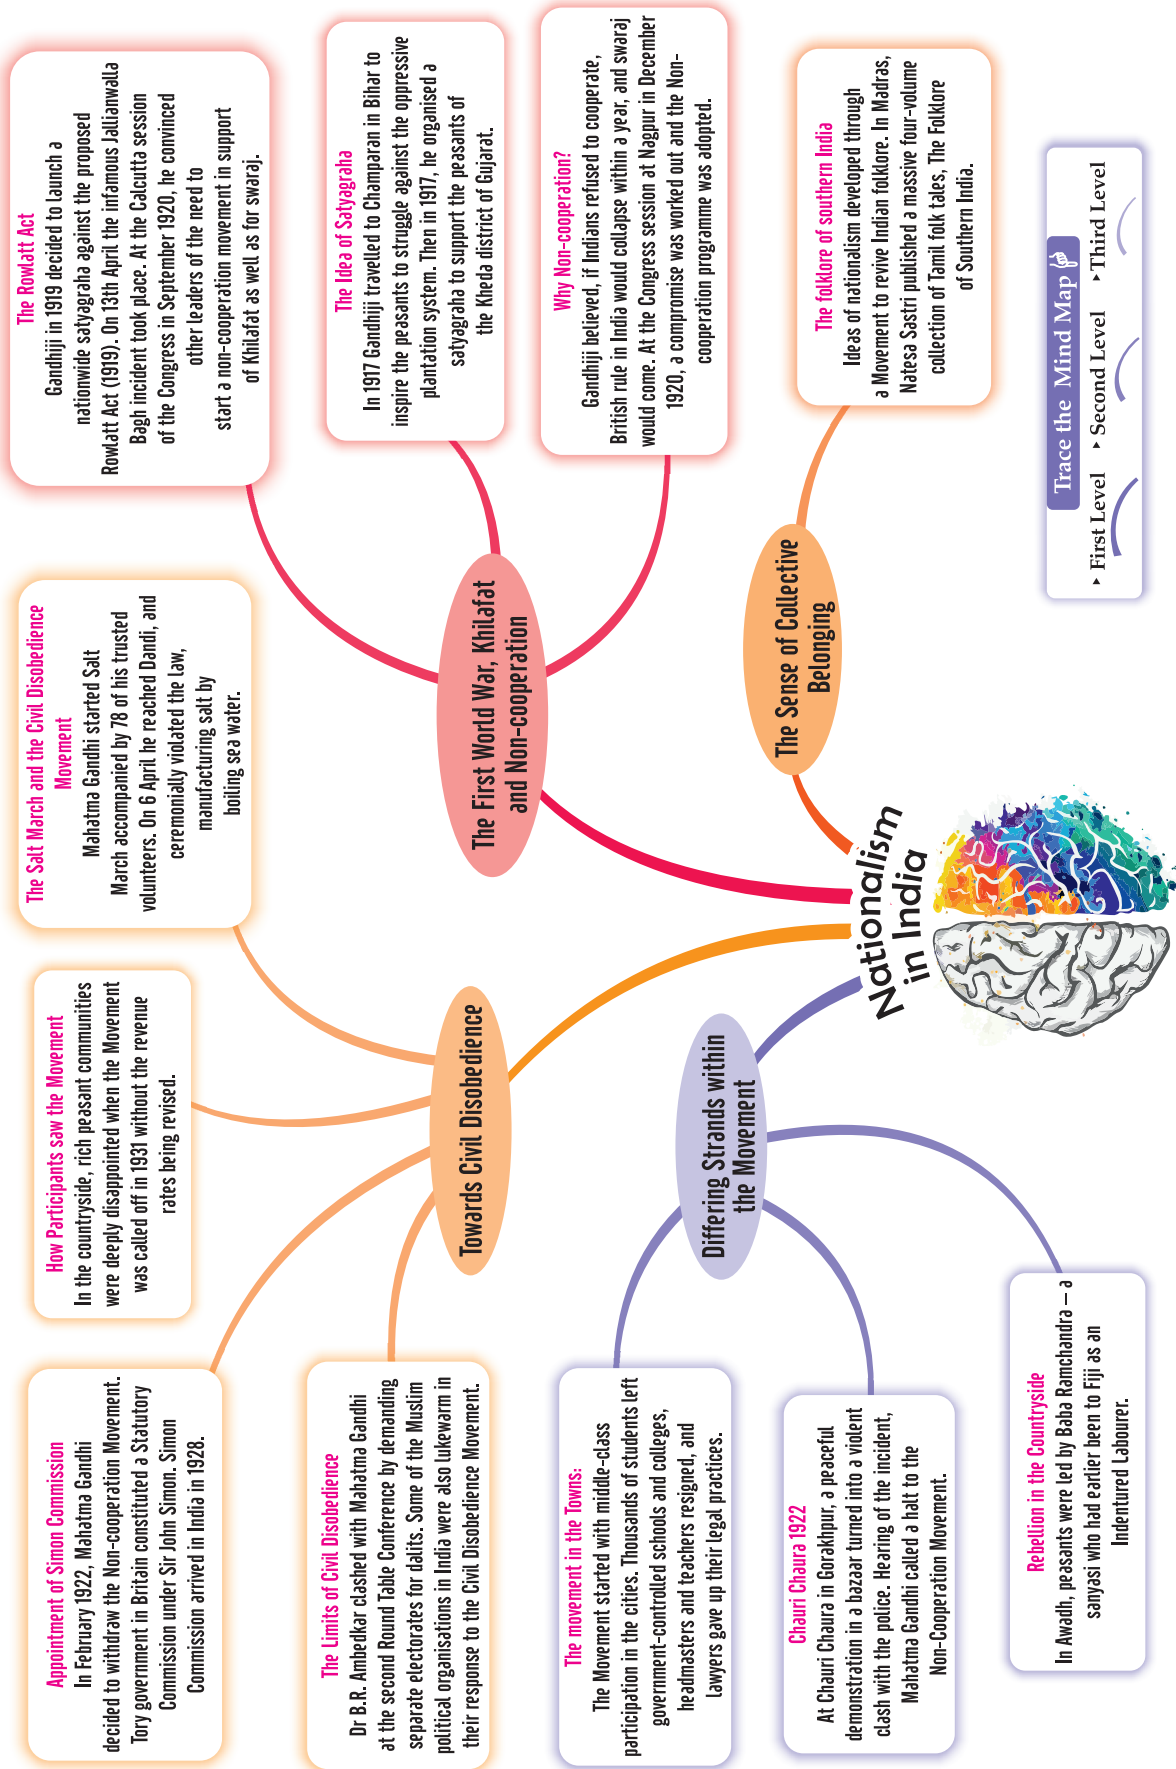 Nationalism
in India
The First World War, Khilafat
and Non-cooperation
The Rowlatt Act
Gandhiji in 1919 decided to launch a
nationwide satyagraha against the proposed
Rowlatt Act (1919). On 13th April the infamous Jallianwalla
Bagh incident took place. At the Calcutta session
of the Congress in September 1920, he convinced
other leaders of the need to
start a non-cooperation movement in support
of Khilafat as well as for swaraj.
The Idea of Satyagraha
In 1917 Gandhiji travelled to Champaran in Bihar to
inspire the peasants to struggle against the oppressive
plantation system. Then in 1917, he organised a
satyagraha to support the peasants of
the Kheda district of Gujarat.
Why Non-cooperation?
Gandhiji believed, if Indians refused to cooperate,
British rule in India would collapse within a year, and swaraj
would come. At the Congress session at Nagpur in December
1920, a compromise was worked out and the Non-
cooperation programme was adopted.
The Sense of Collective
Belonging
The folklore of southern India
Ideas of nationalism developed through
a Movement to revive Indian folklore. In Madras,
Natesa Sastri published a massive four-volume
collection of Tamil folk tales, The Folklore
of Southern India.
Towards Civil Disobedience
The Salt March and the Civil Disobedience
Movement
Mahatma Gandhi started Salt
March accompanied by 78 of his trusted
volunteers. On 6 April he reached Dandi, and
ceremonially violated the law,
manufacturing salt by
boiling sea water.
How Participants saw the Movement
In the countryside, rich peasant communities
were deeply disappointed when the Movement
was called off in 1931 without the revenue
rates being revised.
Appointment of Simon Commission
In February 1922, Mahatma Gandhi
decided to withdraw the Non-cooperation Movement.
Tory government in Britain constituted a Statutory
Commission under Sir John Simon. Simon
Commission arrived in India in 1928.
The Limits of Civil Disobedience
Dr B.R. Ambedkar clashed with Mahatma Gandhi
at the second Round Table Conference by demanding
separate electorates for dalits. Some of the Muslim
political organisations in India were also lukewarm in
their response to the Civil Disobedience Movement.
Differing Strands within
the Movement
The movement in the Towns:
The Movement started with middle-class
participation in the cities. Thousands of students left
government-controlled schools and colleges,
headmasters and teachers resigned, and
lawyers gave up their legal practices.
Chauri Chaura 1922
At Chauri Chaura in Gorakhpur, a peaceful
demonstration in a bazaar turned into a violent
clash with the police. Hearing of the incident,
Mahatma Gandhi called a halt to the
Non-Cooperation Movement.
Rebellion in the Countryside
In Awadh, peasants were led by Baba Ramchandra – a
sanyasi who had earlier been to Fiji as an
Indentured Labourer.
Trace the Mind Map
▸ First Level ▸ Second Level ▸ Third Level